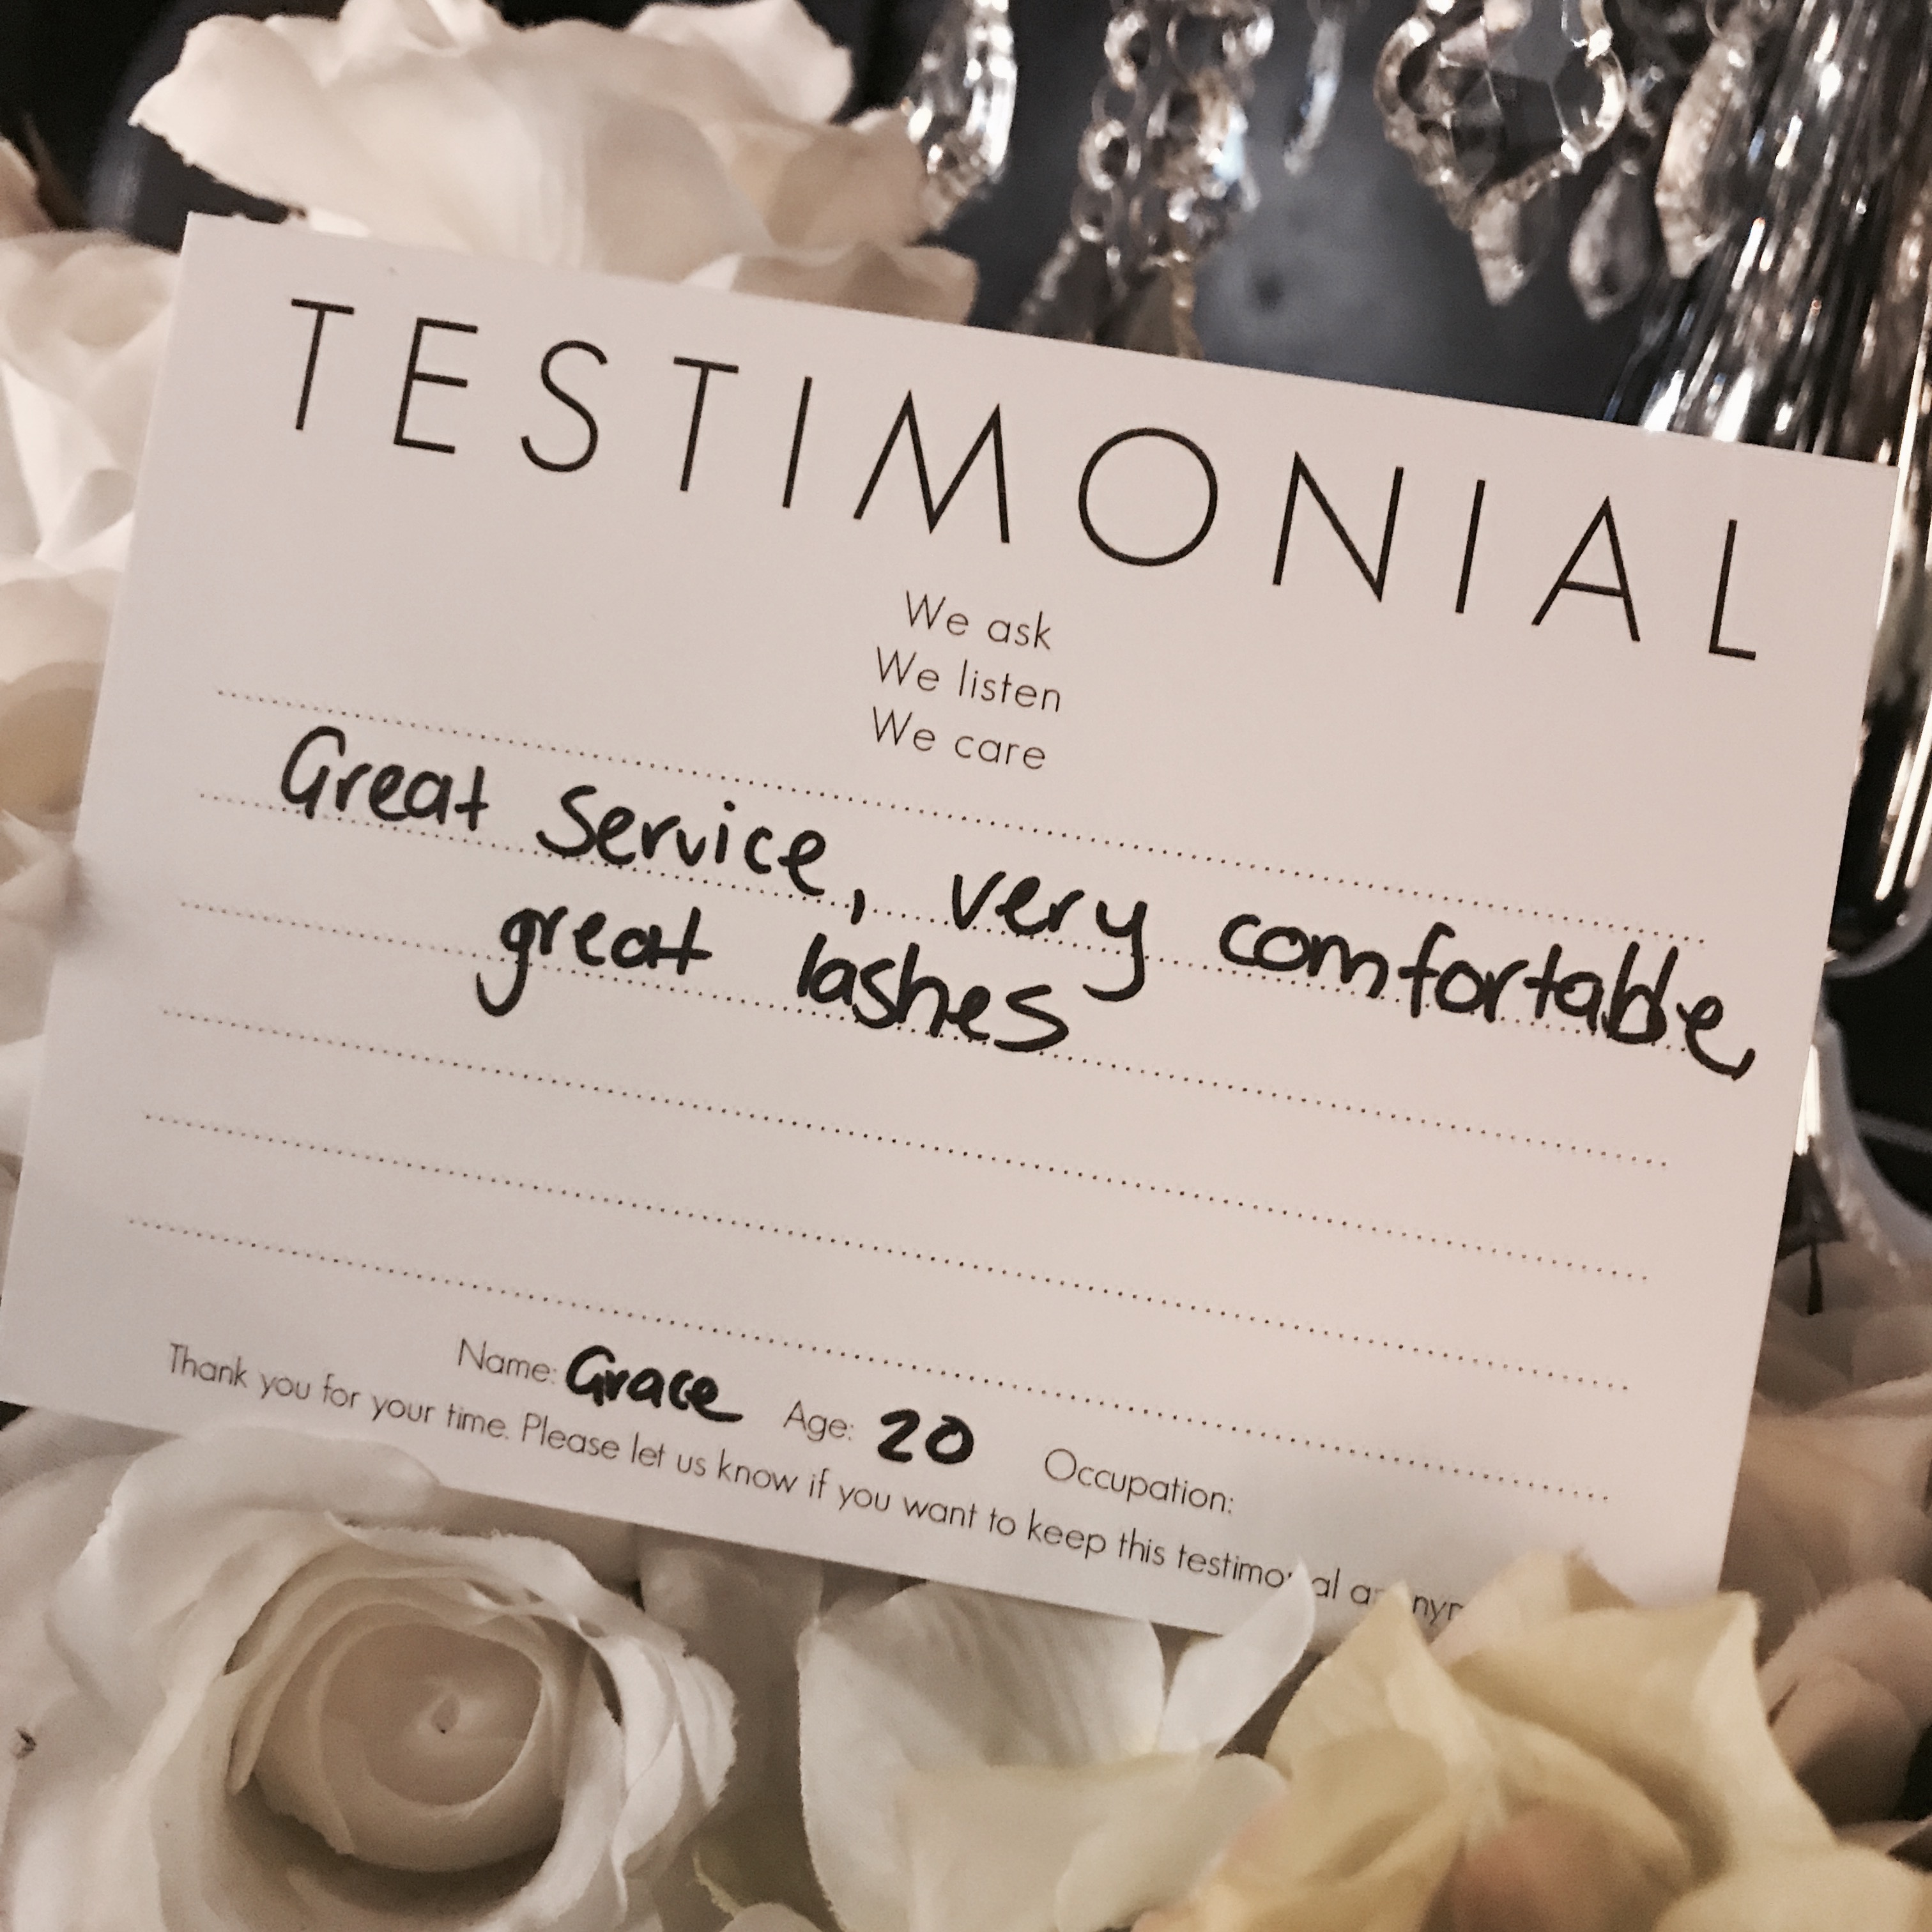 TESTIMONIAL
We ask
We listen
We care
Great Service, very comfortable,
great lashes
Name: Grace Age: 20 Occupation:
Thank you for your time. Please let us know if you want to keep this testimonial